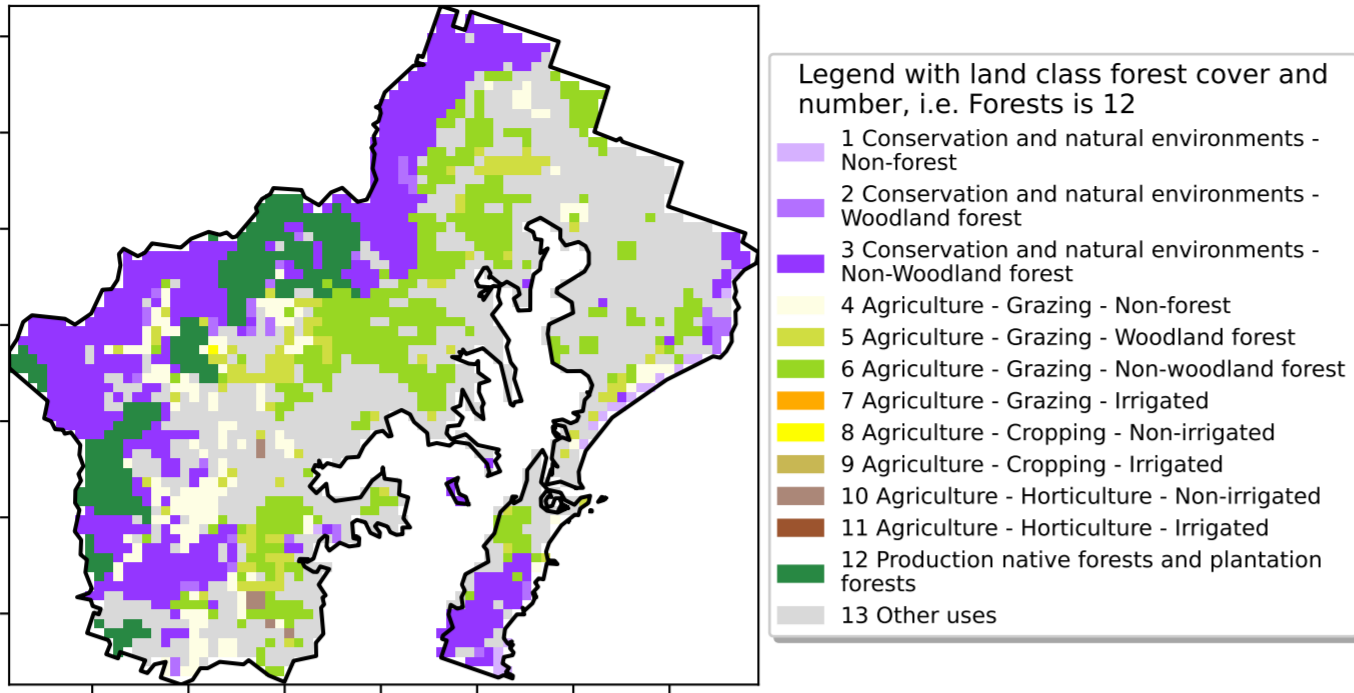 Legend with land class forest cover and
number, i.e. Forests is 12
1 Conservation and natural environments -
Non-forest
2 Conservation and natural environments -
Woodland forest
3 Conservation and natural environments -
Non-Woodland forest
4 Agriculture - Grazing - Non-forest
5 Agriculture - Grazing - Woodland forest
6 Agriculture - Grazing - Non-woodland forest
7 Agriculture - Grazing - Irrigated
8 Agriculture - Cropping - Non-irrigated
9 Agriculture - Cropping - Irrigated
10 Agriculture - Horticulture - Non-irrigated
11 Agriculture - Horticulture - Irrigated
12 Production native forests and plantation
forests
13 Other uses